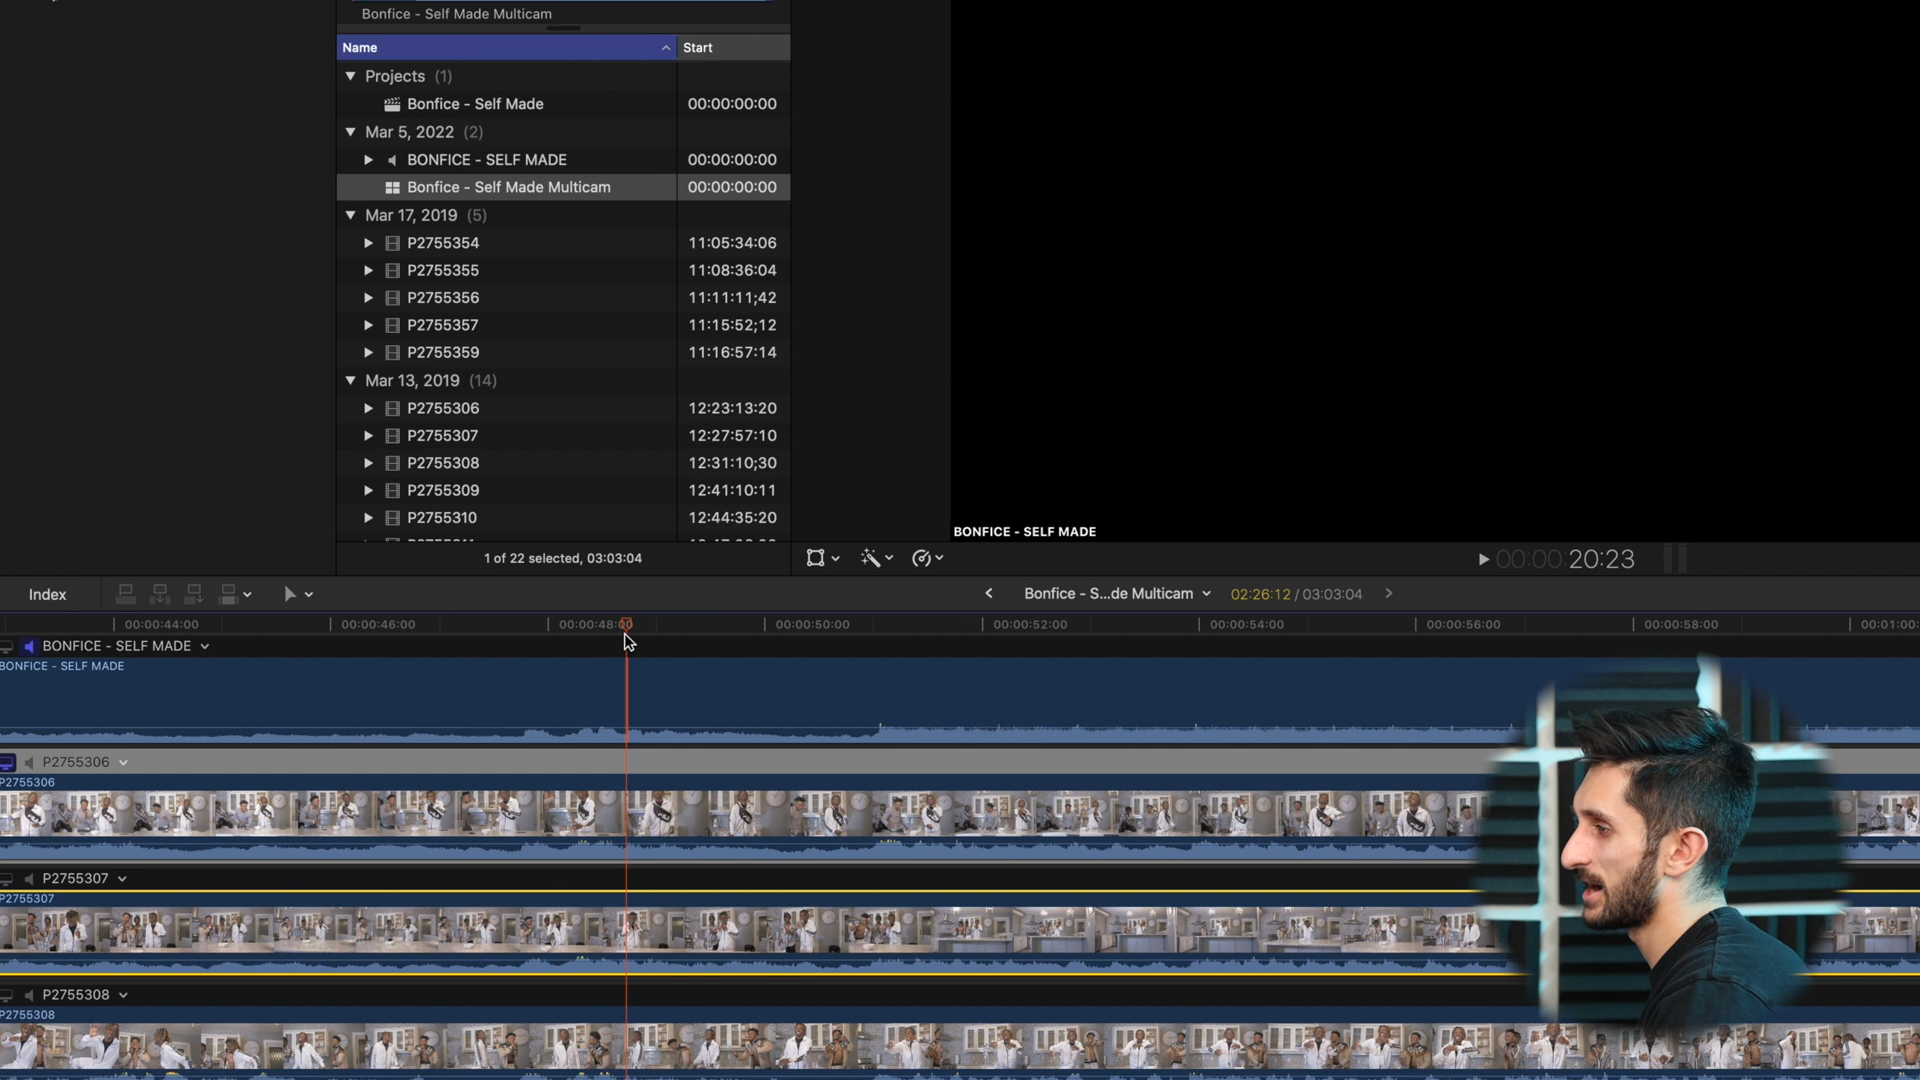 Bonfice - Self Made Multicam
Name
Start
Projects (1)
Bonfice - Self Made 00:00:00:00
Mar 5, 2022 (2)
BONFICE - SELF MADE 00:00:00:00
Bonfice - Self Made Multicam 00:00:00:00
Mar 17, 2019 (5)
P2755354 11:05:34:06
P2755355 11:08:36:04
P2755356 11:11:11;42
P2755357 11:15:52;12
P2755359 11:16:57:14
Mar 13, 2019 (14)
P2755306 12:23:13:20
P2755307 12:27:57:10
P2755308 12:31:10;30
P2755309 12:41:10:11
P2755310 12:44:35:20
1 of 22 selected, 03:03:04
BONFICE - SELF MADE
00:00:20:23
Index
Bonfice - S...de Multicam
02:26:12 / 03:03:04
00:00:44:00 00:00:46:00 00:00:48:00 00:00:50:00 00:00:52:00 00:00:54:00 00:00:56:00 00:00:58:00 00:01:00:
BONFICE - SELF MADE
BONFICE - SELF MADE
P2755306
P2755306
P2755307
P2755307
P2755308
P2755308